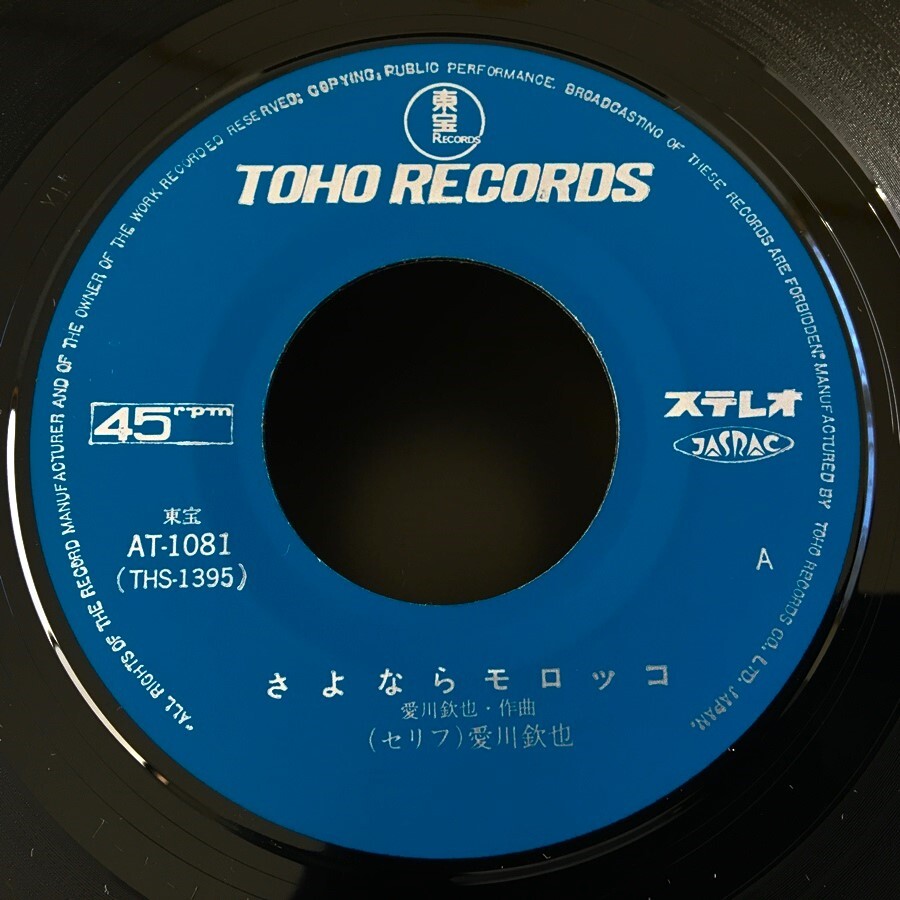 東宝
RECORDS
TOHO RECORDS
"ALL RIGHTS OF THE RECORD MANUFACTURER AND OF THE OWNER OF THE WORK RECORDED RESERVED; COPYING, PUBLIC PERFORMANCE, BROADCASTING OF THESE RECORDS ARE FORBIDDEN." MANUFACTURED BY TOHO RECORDS CO., LTD. JAPAN.
45rpm
ステレオ
JASRAC
東宝
AT-1081
(THS-1395)
A
さよならモロッコ
愛川欽也・作曲
(セリフ)愛川欽也